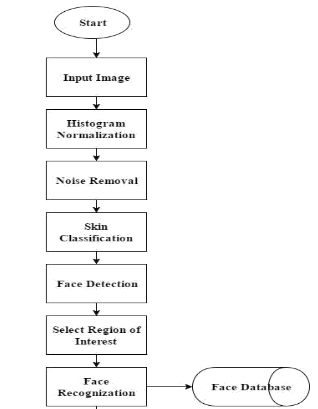 Start
Input Image
Histogram
Normalization
Noise Removal
Skin
Classification
Face Detection
Select Region of
Interest
Face
Recognization
Face Database